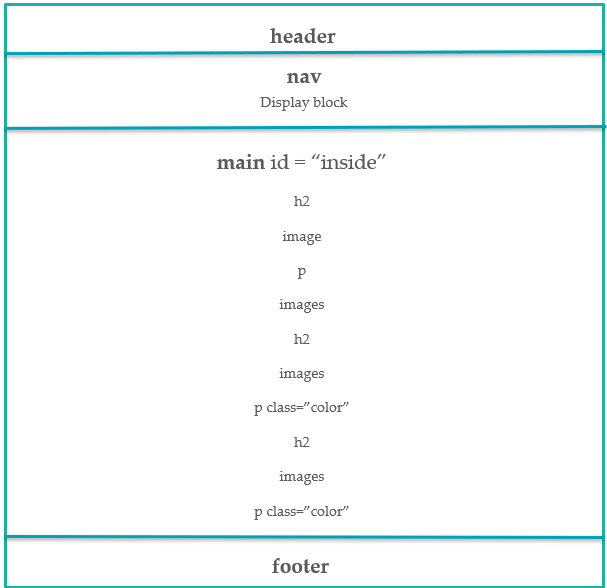 header
nav
Display block
main id = “inside”
h2
image
p
images
h2
images
p class=”color”
h2
images
p class=”color”
footer